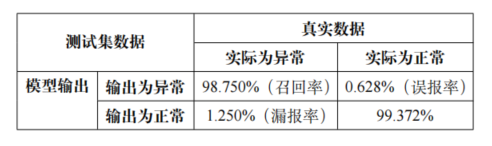 测试集数据 真实数据
实际为异常 实际为正常
模型输出 输出为异常 98.750%（召回率） 0.628%（误报率）
输出为正常 1.250%（漏报率） 99.372%